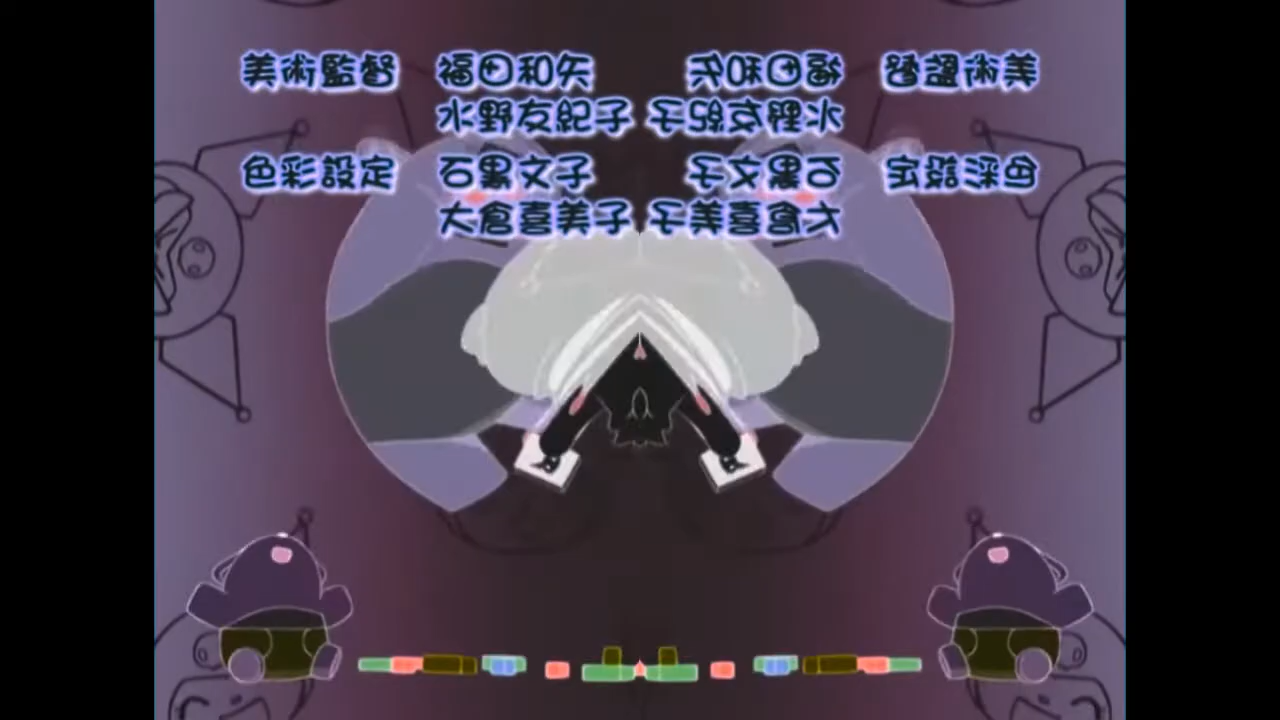 美術監督 福田和矢
水野友紀子
色彩設定 石黒文子
大倉喜美子